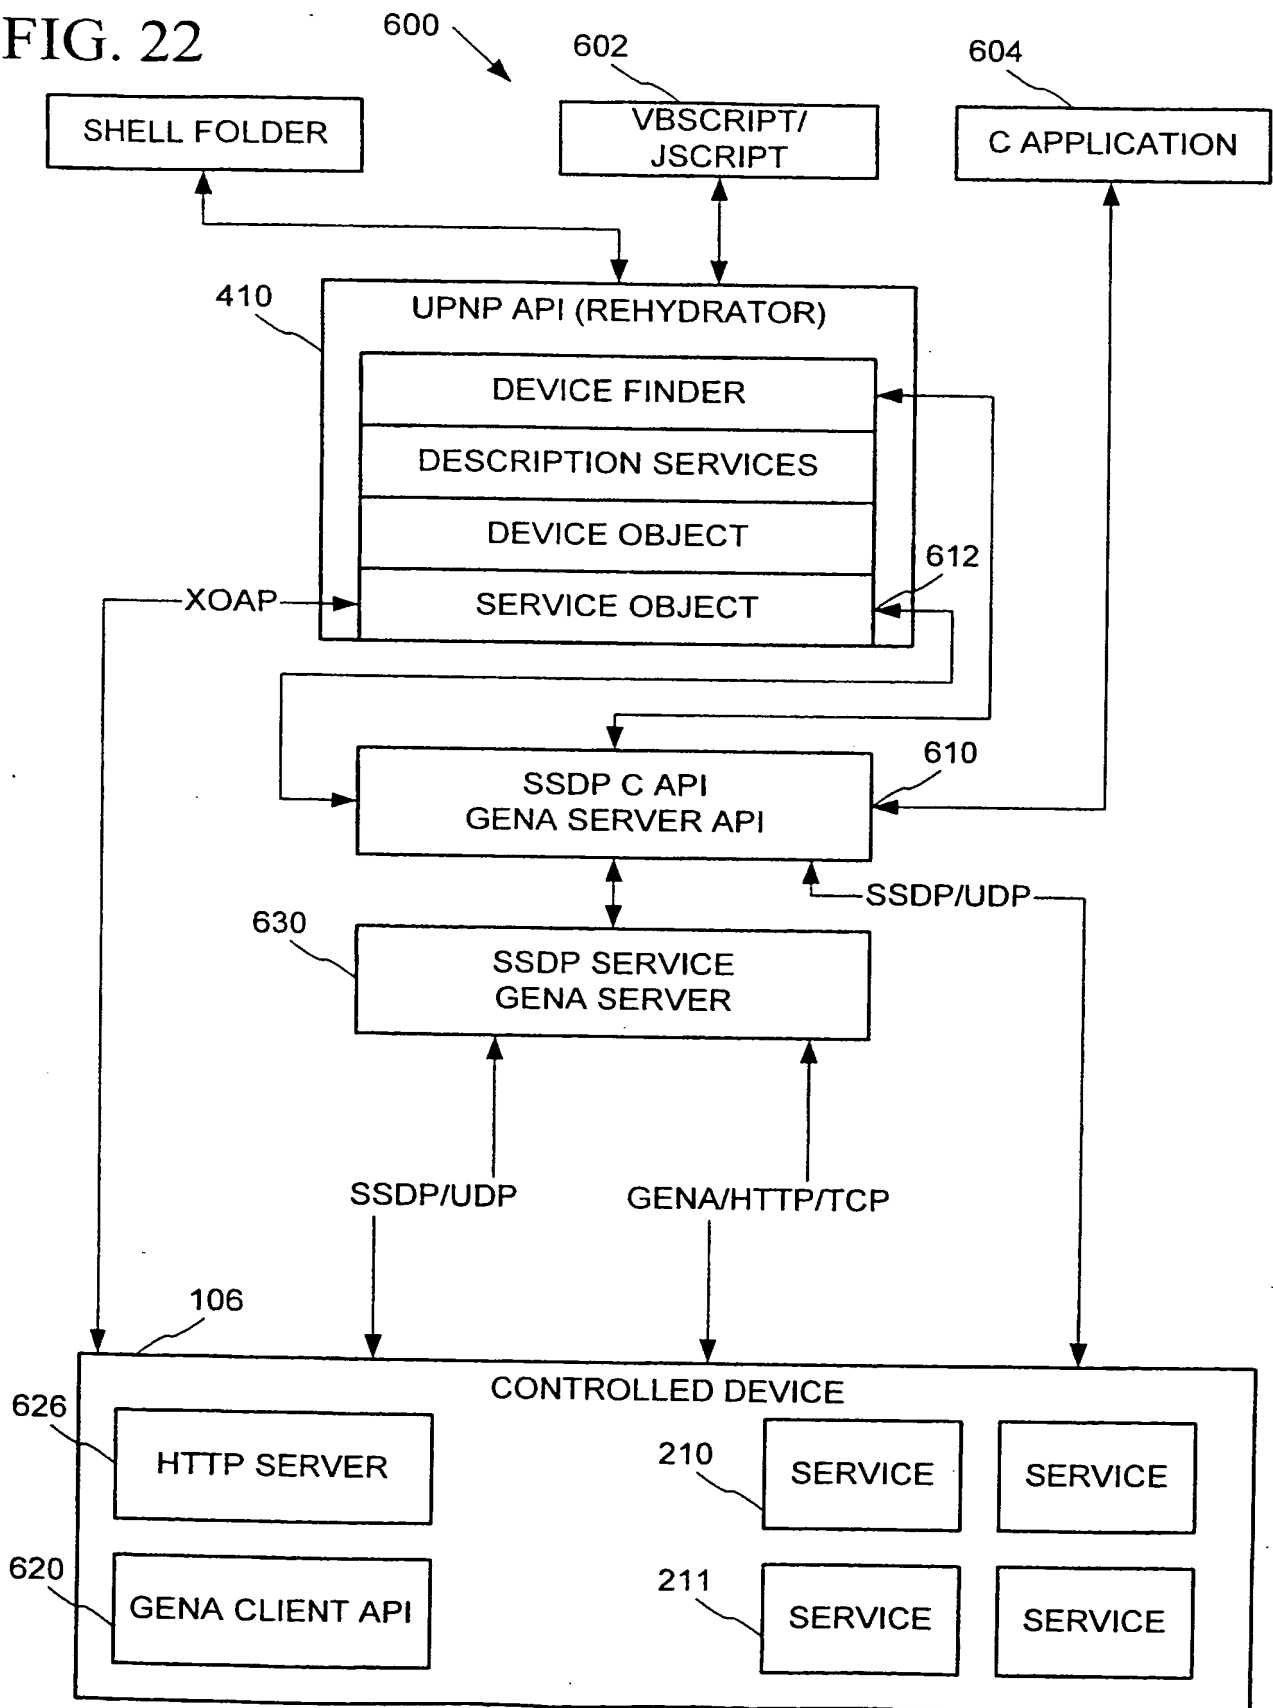 FIG. 22
600
602
604
SHELL FOLDER
VBSCRIPT/
JSCRIPT
C APPLICATION
410
UPNP API (REHYDRATOR)
DEVICE FINDER
DESCRIPTION SERVICES
DEVICE OBJECT
612
XOAP
SERVICE OBJECT
610
SSDP C API
GENA SERVER API
SSDP/UDP
630
SSDP SERVICE
GENA SERVER
SSDP/UDP
GENA/HTTP/TCP
106
CONTROLLED DEVICE
626
HTTP SERVER
210
SERVICE
SERVICE
620
GENA CLIENT API
211
SERVICE
SERVICE